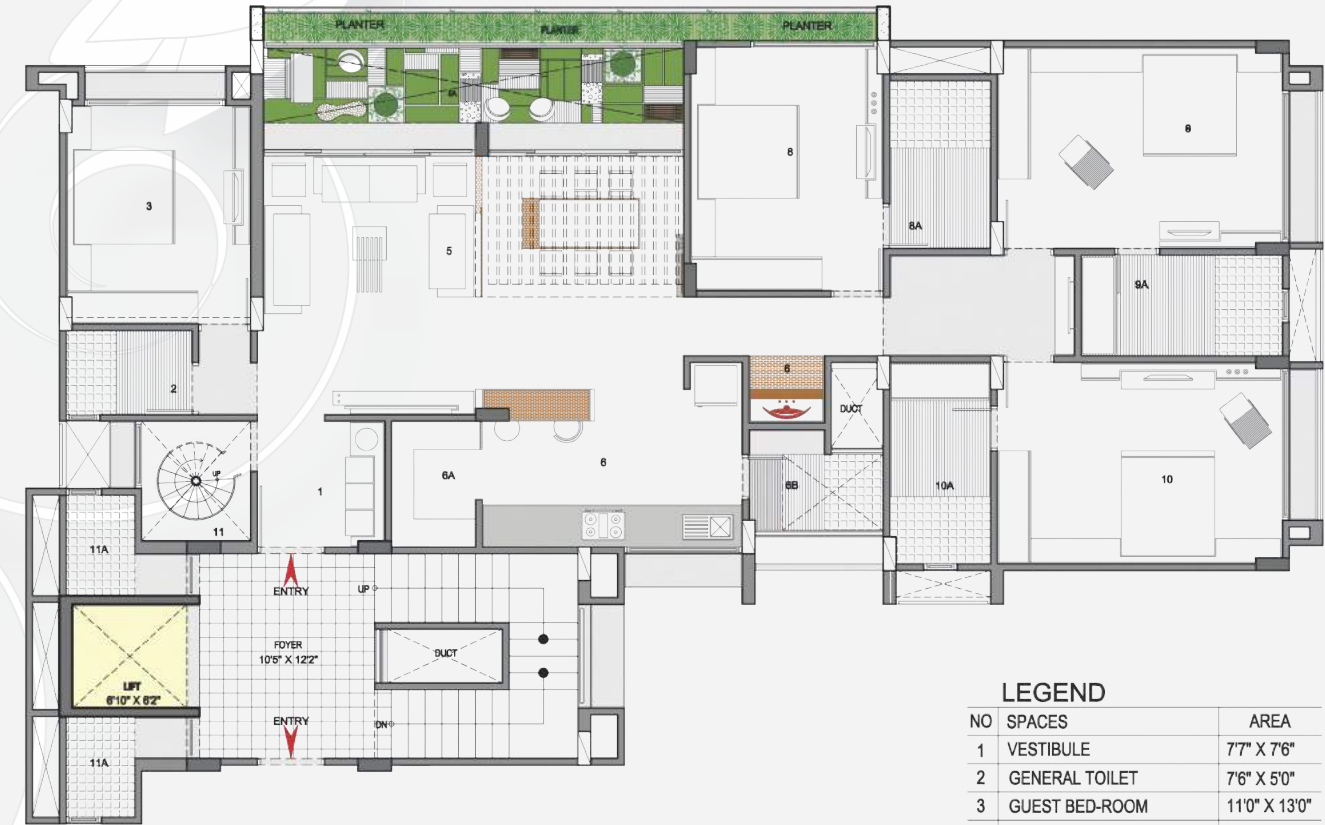 PLANTER
PLANTER
PLANTER
5A
3
5
8
8A
9
9A
2
6
DUCT
UP
11
1
6A
6
6B
10A
10
11A
ENTRY
UP
FOYER
10'5" X 12'2"
DUCT
LIFT
6'10" X 6'2"
ENTRY
DN
11A
LEGEND
NO SPACES AREA
1 VESTIBULE 7'7" X 7'6"
2 GENERAL TOILET 7'6" X 5'0"
3 GUEST BED-ROOM 11'0" X 13'0"